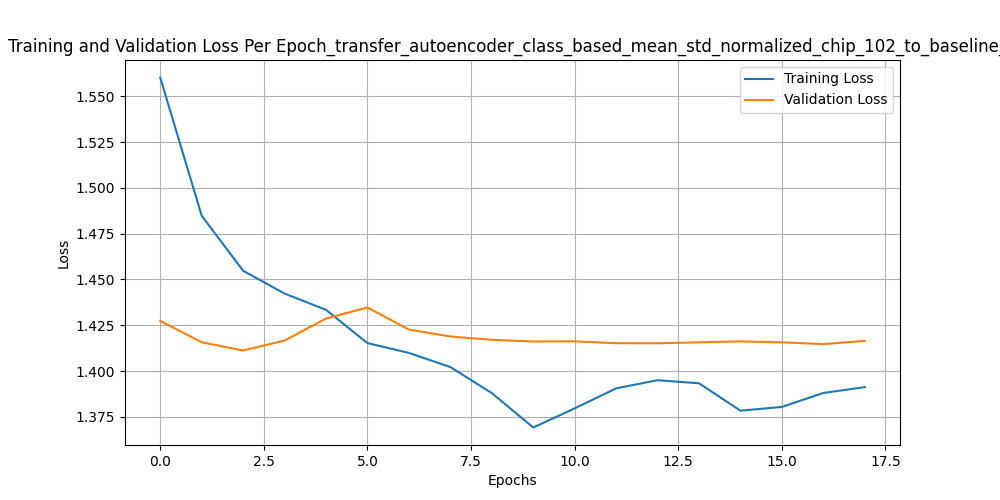 Training and Validation Loss Per Epoch_transfer_autoencoder_class_based_mean_std_normalized_chip_102_to_baseline_
Training Loss
Validation Loss
1.550
1.525
1.500
1.475
1.450
1.425
1.400
1.375
Loss
0.0 2.5 5.0 7.5 10.0 12.5 15.0 17.5
Epochs